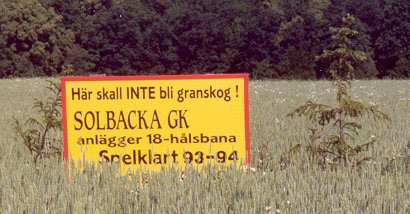 Här skall INTE bli granskog !
SOLBACKA GK
anlägger 18-hålsbana
Spelklart 93-94